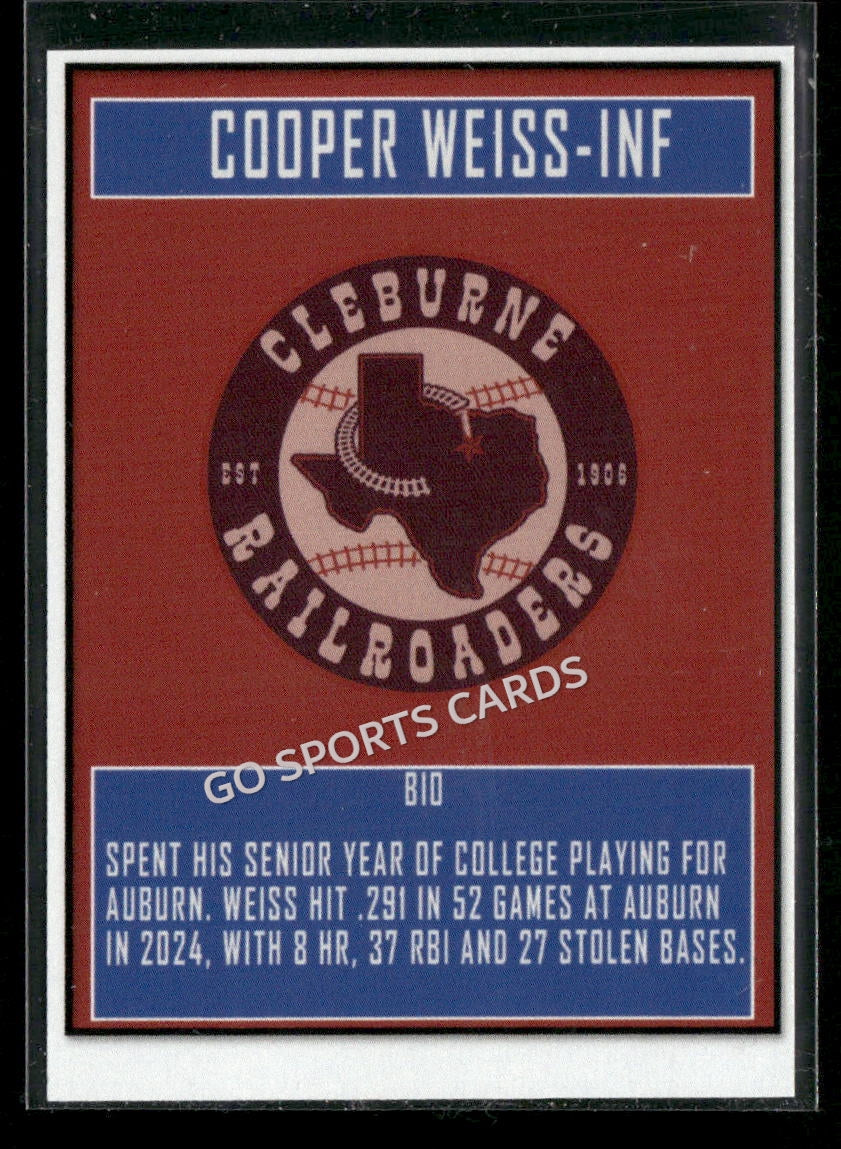 COOPER WEISS-INF
CLEBURNE
EST 1906
RAILROADERS
GO SPORTS CARDS
BIO
SPENT HIS SENIOR YEAR OF COLLEGE PLAYING FOR
AUBURN. WEISS HIT .291 IN 52 GAMES AT AUBURN
IN 2024, WITH 8 HR, 37 RBI AND 27 STOLEN BASES.